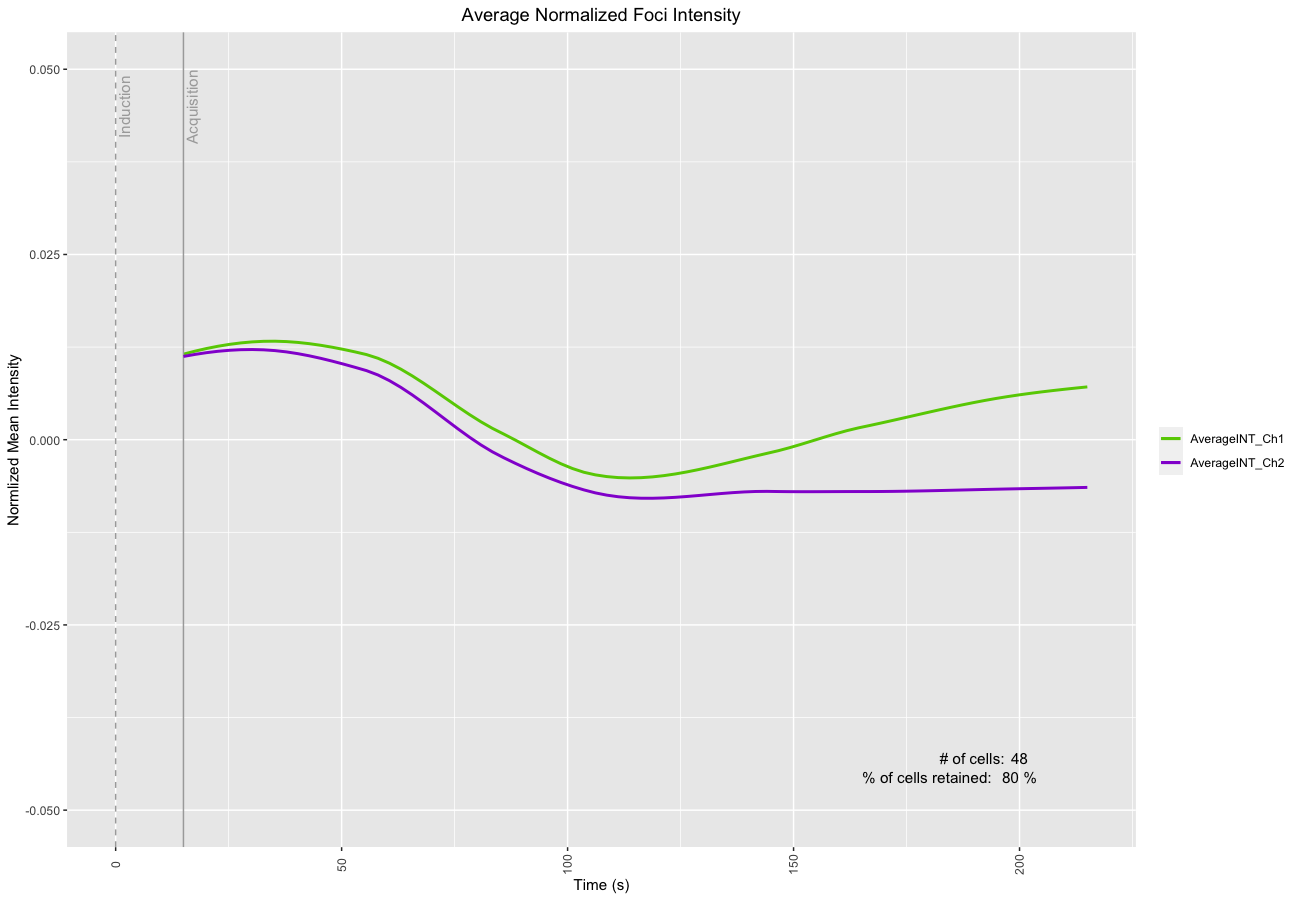 Average Normalized Foci Intensity
Induction
Acquisition
0.050
0.025
0.000
-0.025
-0.050
Normlized Mean Intensity
0
50
100
150
200
Time (s)
# of cells: 48
% of cells retained: 80 %
AverageINT_Ch1
AverageINT_Ch2